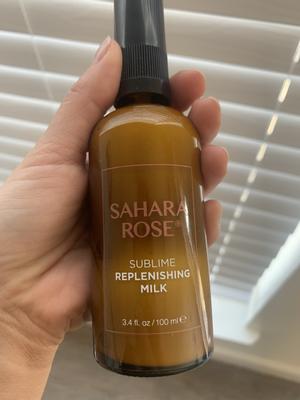 SAHARA
ROSE®
SUBLIME
REPLENISHING
MILK
3.4 fl. oz / 100 ml ℮